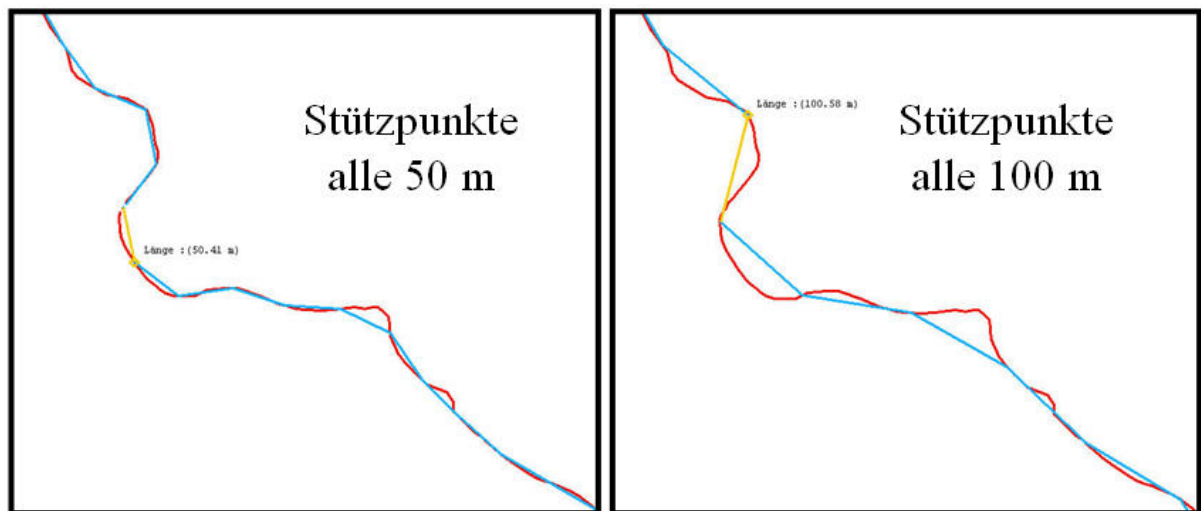 Stützpunkte
alle 50 m
Länge :(50.41 m)
Länge :(100.58 m)
Stützpunkte
alle 100 m